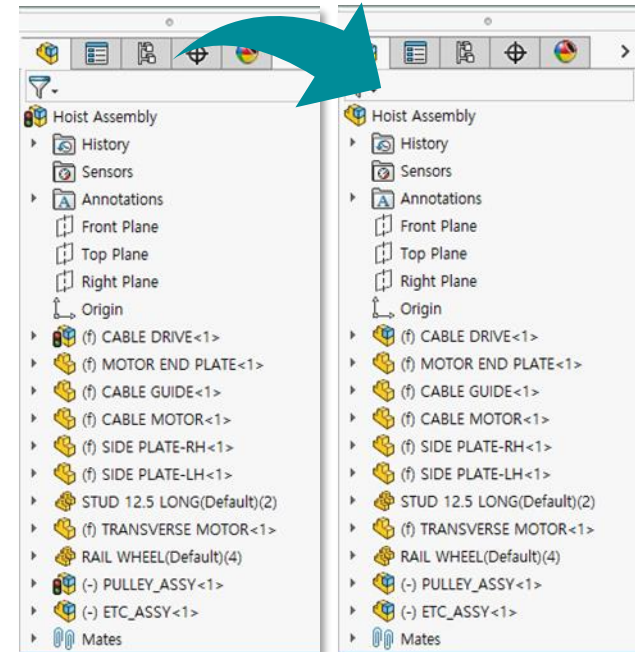 Hoist Assembly
History
Sensors
A Annotations
Front Plane
Top Plane
Right Plane
Origin
(f) CABLE DRIVE<1>
(f) MOTOR END PLATE<1>
(f) CABLE GUIDE<1>
(f) CABLE MOTOR<1>
(f) SIDE PLATE-RH<1>
(f) SIDE PLATE-LH<1>
STUD 12.5 LONG(Default)(2)
(f) TRANSVERSE MOTOR<1>
RAIL WHEEL(Default)(4)
(-) PULLEY_ASSY<1>
(-) ETC_ASSY<1>
Mates
Hoist Assembly
History
Sensors
A Annotations
Front Plane
Top Plane
Right Plane
Origin
(f) CABLE DRIVE<1>
(f) MOTOR END PLATE<1>
(f) CABLE GUIDE<1>
(f) CABLE MOTOR<1>
(f) SIDE PLATE-RH<1>
(f) SIDE PLATE-LH<1>
STUD 12.5 LONG(Default)(2)
(f) TRANSVERSE MOTOR<1>
RAIL WHEEL(Default)(4)
(-) PULLEY_ASSY<1>
(-) ETC_ASSY<1>
Mates